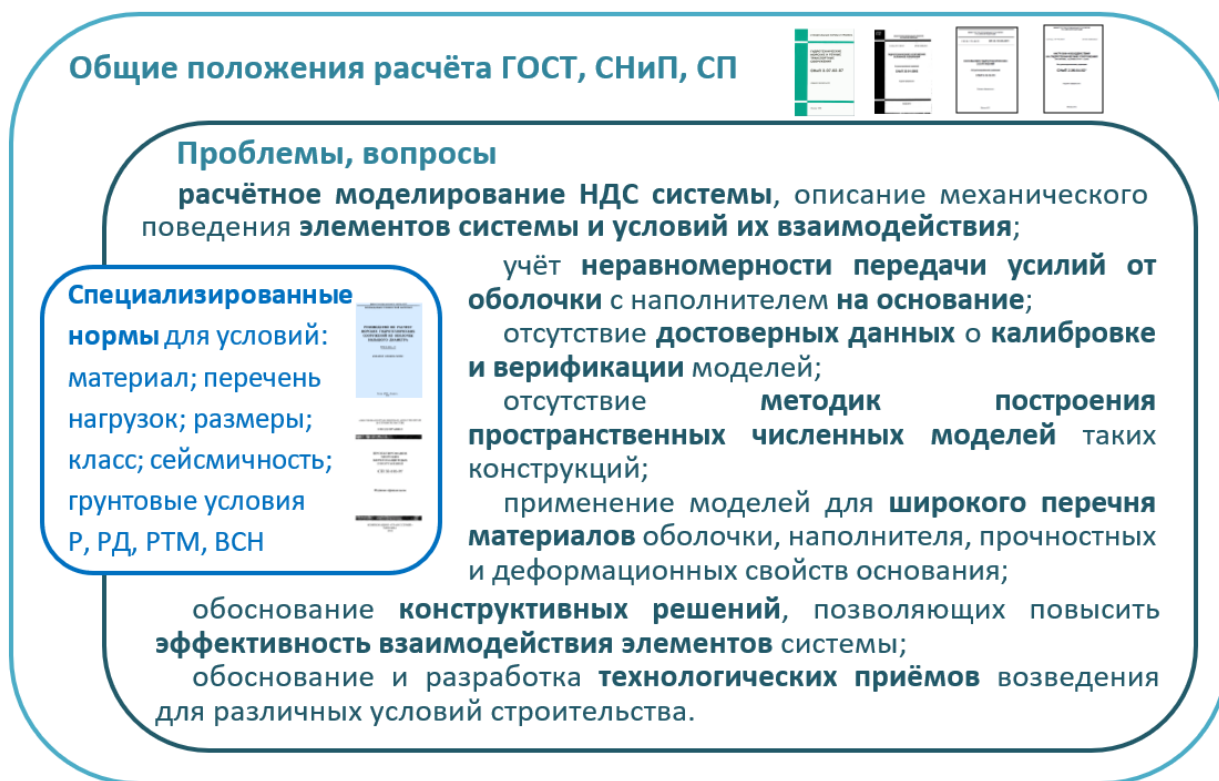 Общие положения расчёта ГОСТ, СНиП, СП
Проблемы, вопросы
расчётное моделирование НДС системы, описание механического
поведения элементов системы и условий их взаимодействия;
Специализированные
нормы для условий:
материал; перечень
нагрузок; размеры;
класс; сейсмичность;
грунтовые условия
Р, РД, РТМ, ВСН
учёт неравномерности передачи усилий от
оболочки с наполнителем на основание;
отсутствие достоверных данных о калибровке
и верификации моделей;
отсутствие методик построения
пространственных численных моделей таких
конструкций;
применение моделей для широкого перечня
материалов оболочки, наполнителя, прочностных
и деформационных свойств основания;
обоснование конструктивных решений, позволяющих повысить
эффективность взаимодействия элементов системы;
обоснование и разработка технологических приёмов возведения
для различных условий строительства.